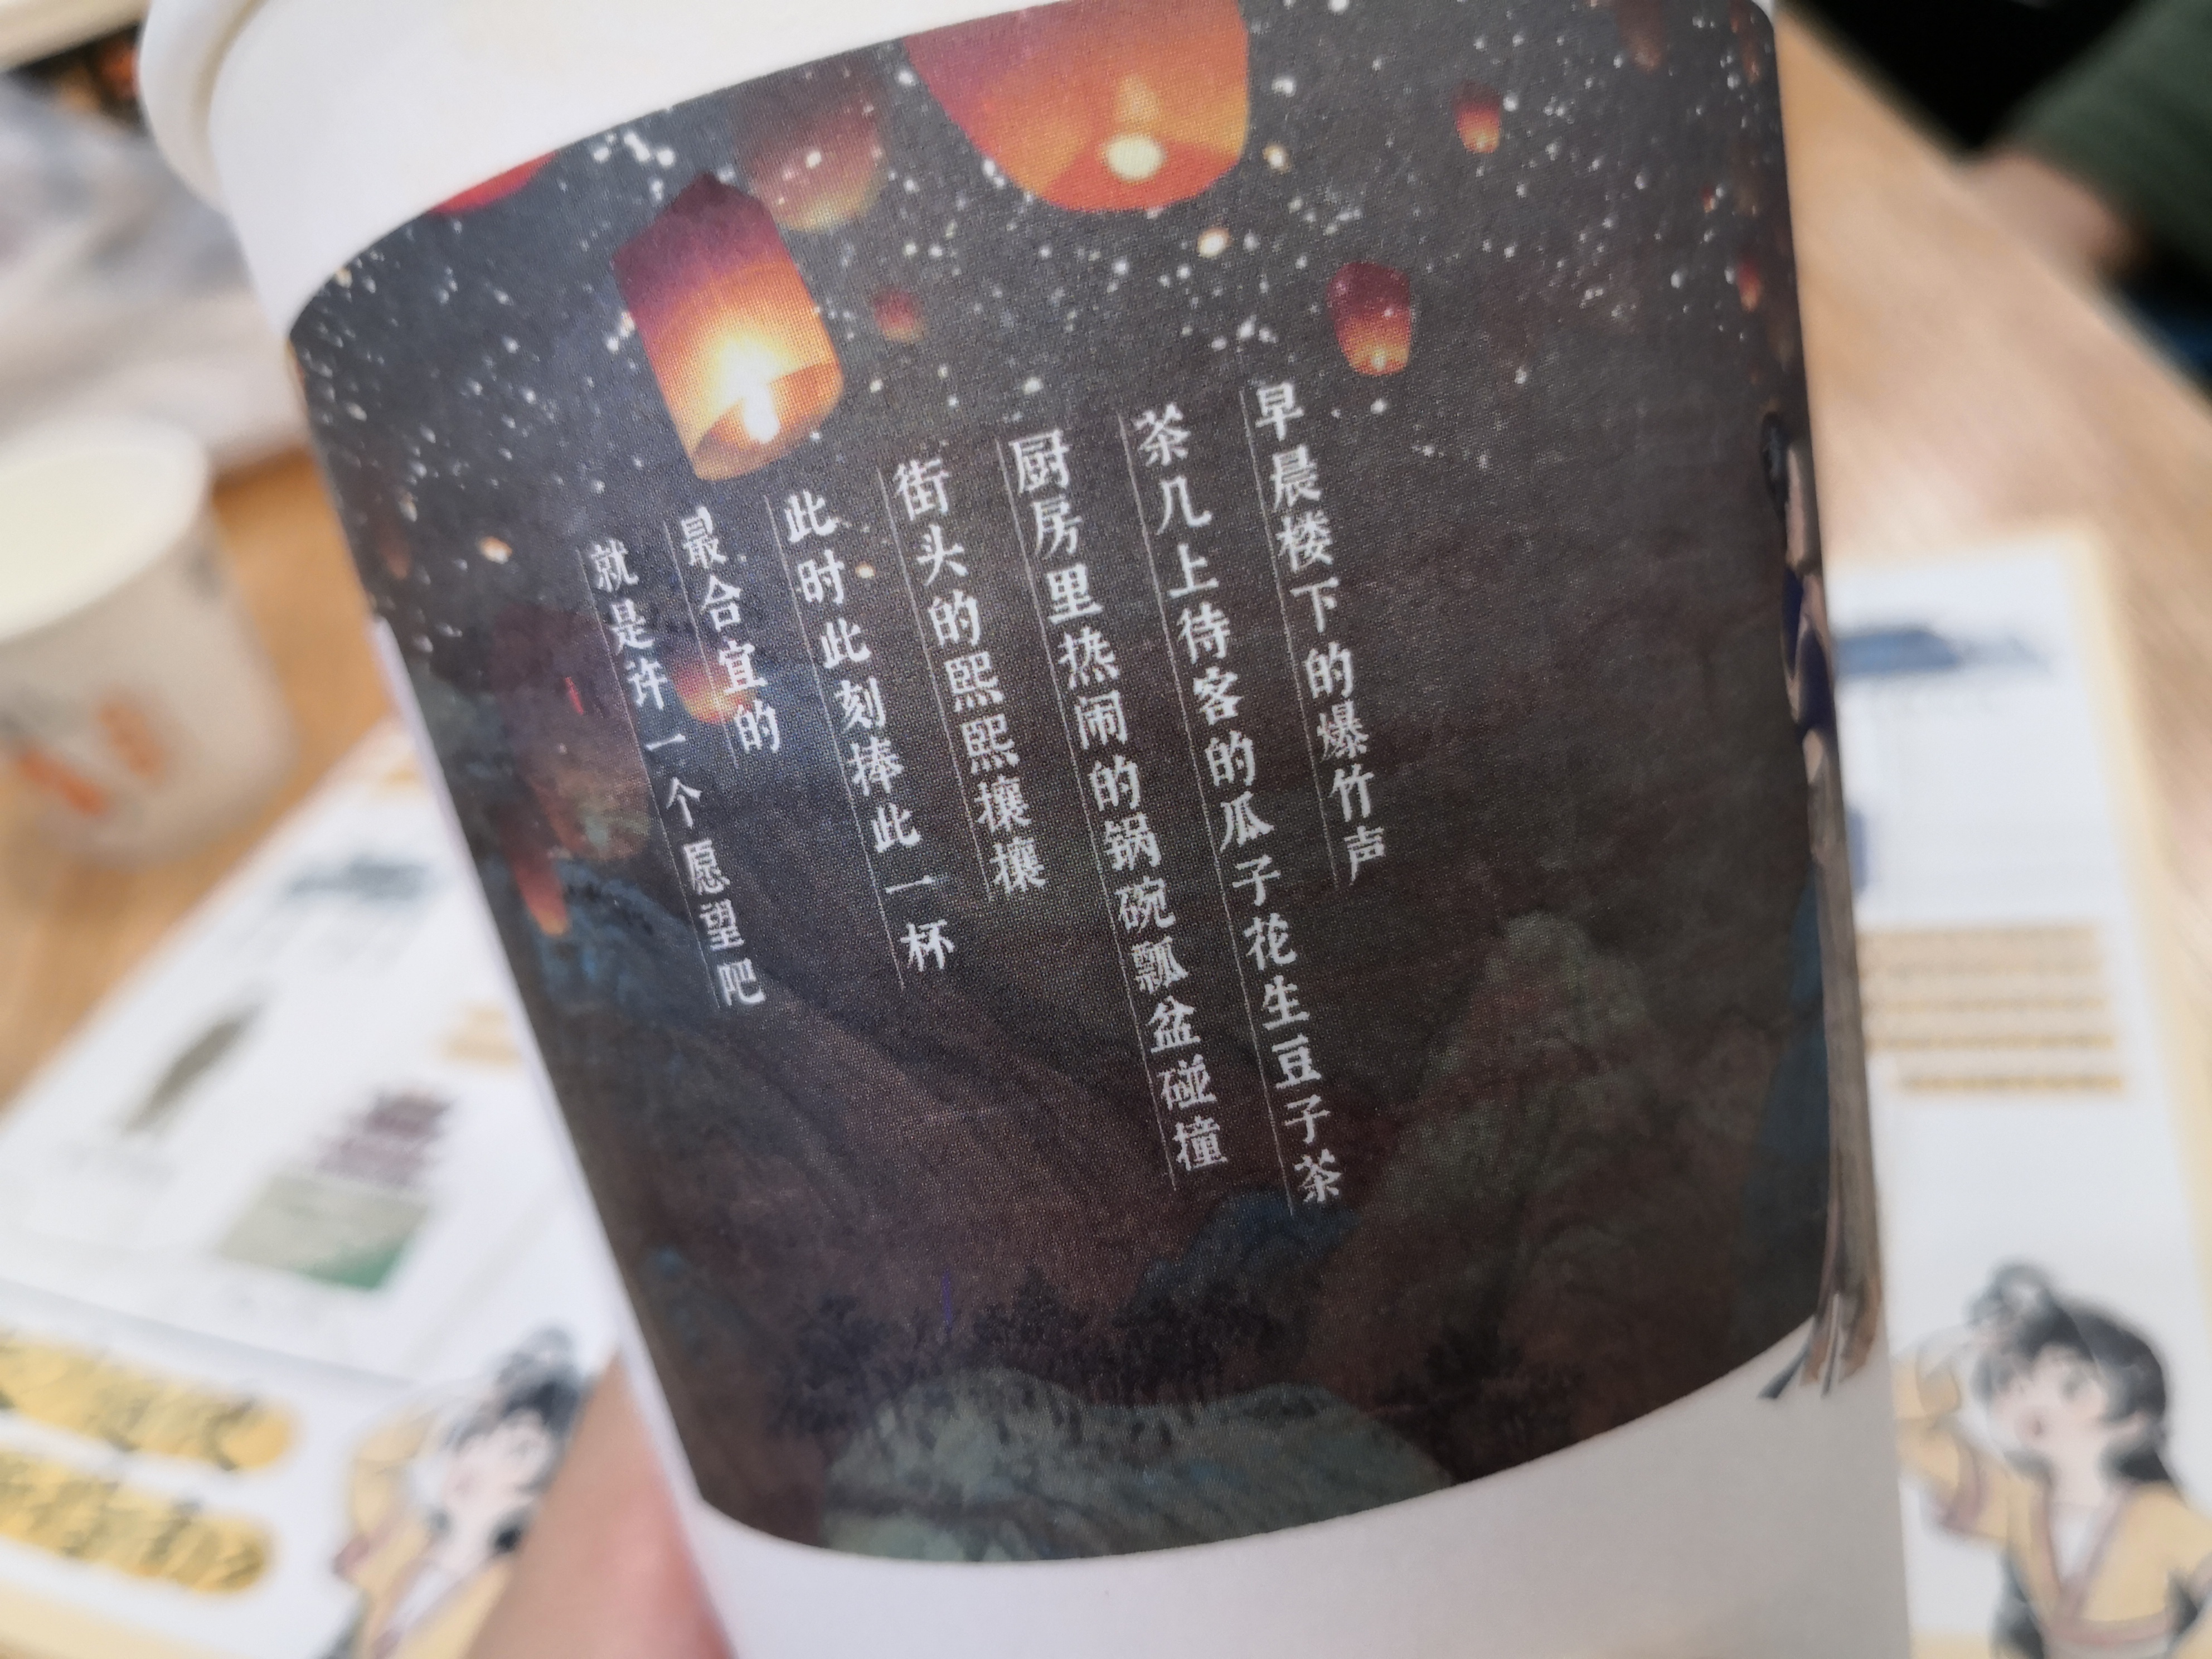 早晨楼下的爆竹声
茶几上待客的瓜子花生豆子茶
厨房里热闹的锅碗瓢盆碰撞
街头的熙熙攘攘
此时此刻捧此一杯
最合宜的
就是许一个愿望吧